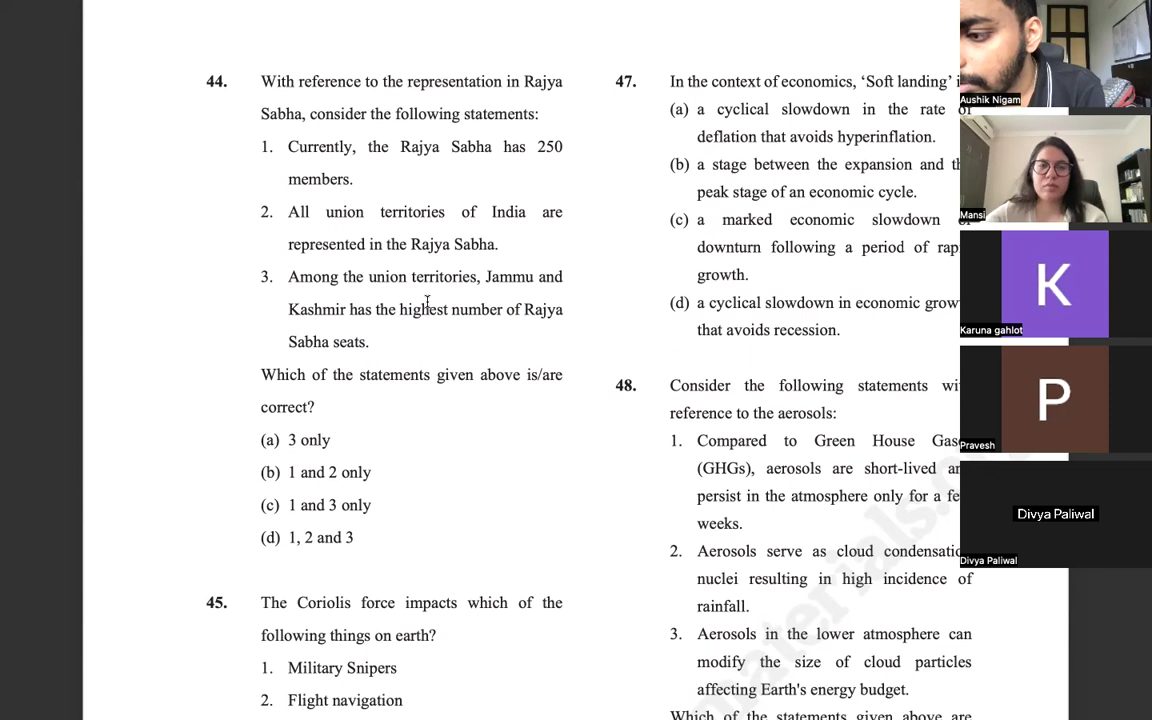 44. With reference to the representation in Rajya
Sabha, consider the following statements:
1. Currently, the Rajya Sabha has 250
members.
2. All union territories of India are
represented in the Rajya Sabha.
3. Among the union territories, Jammu and
Kashmir has the highest number of Rajya
Sabha seats.
Which of the statements given above is/are
correct?
(a) 3 only
(b) 1 and 2 only
(c) 1 and 3 only
(d) 1, 2 and 3
45. The Coriolis force impacts which of the
following things on earth?
1. Military Snipers
2. Flight navigation
47. In the context of economics, ‘Soft landing’
(a) a cyclical slowdown in the rate of
deflation that avoids hyperinflation.
(b) a stage between the expansion and
peak stage of an economic cycle.
(c) a marked economic slowdown
downturn following a period of
growth.
(d) a cyclical slowdown in economic
that avoids recession.
48. Consider the following statements
reference to the aerosols:
1. Compared to Green House
(GHGs), aerosols are short-lived
persist in the atmosphere only for a
weeks.
2. Aerosols serve as cloud
nuclei resulting in high incidence of
rainfall.
3. Aerosols in the lower atmosphere can
modify the size of cloud particles
affecting Earth's energy budget.
Which of the statements given above are
Aushik Nigam
Mansi
K
Karuna gahlot
P
Pravesh
Divya Paliwal
Divya Paliwal